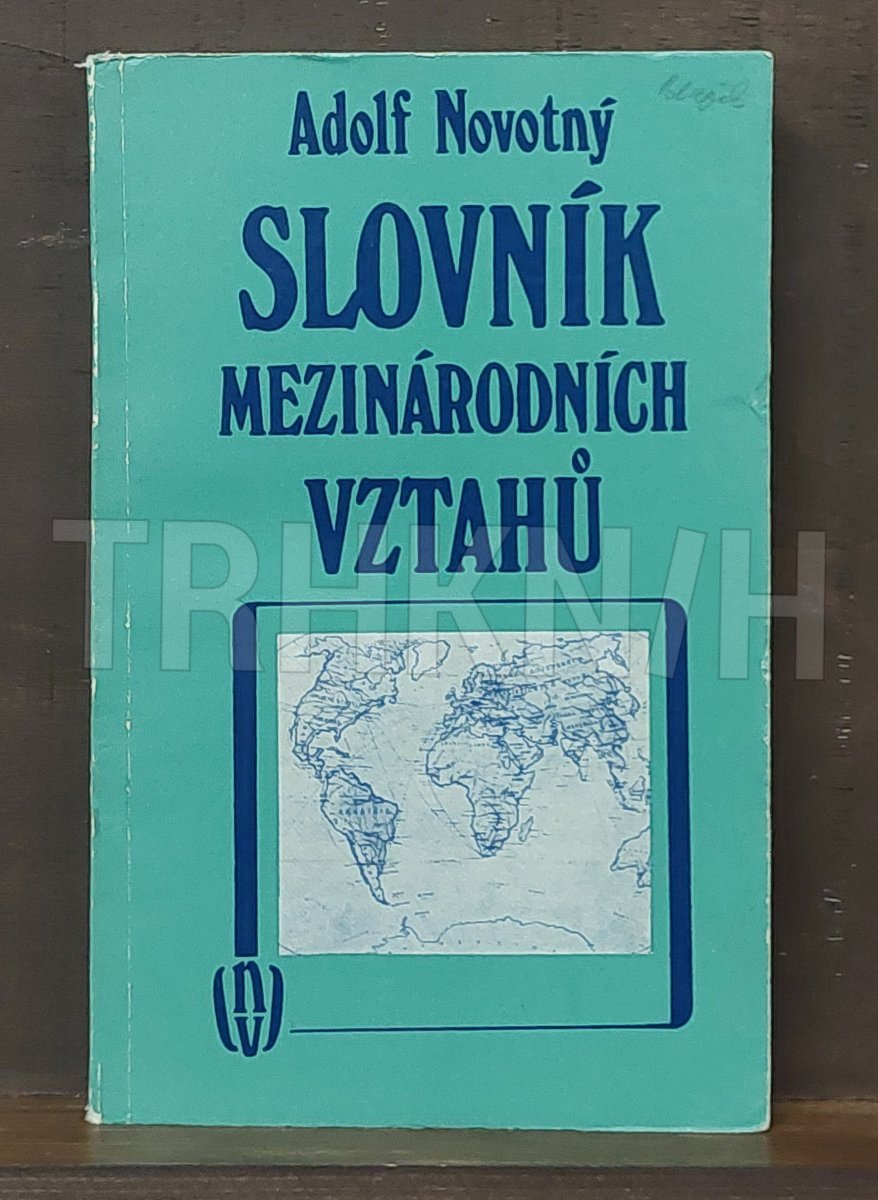 Adolf Novotný
SLOVNÍK
MEZINÁRODNÍCH
VZTAHŮ
TRHKNIH
(n
v)